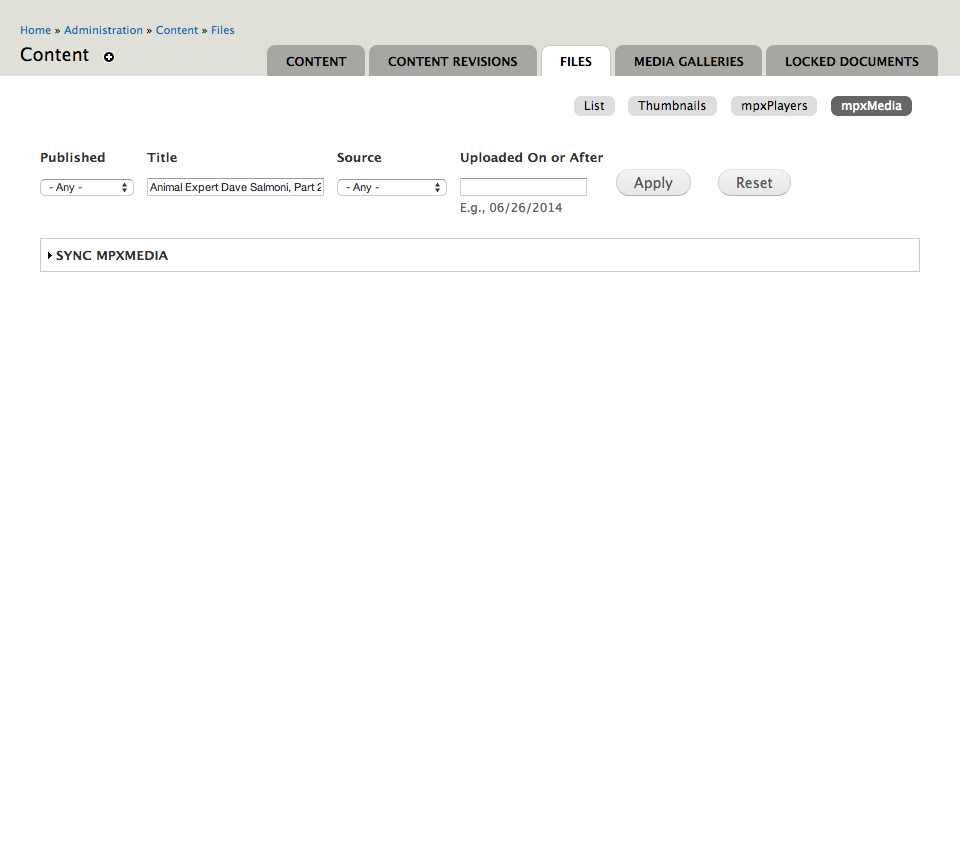 Home » Administration » Content » Files
Content
CONTENT CONTENT REVISIONS FILES MEDIA GALLERIES LOCKED DOCUMENTS
List Thumbnails mpxPlayers mpxMedia
Published Title Source Uploaded On or After
- Any - Animal Expert Dave Salmoni, Part 2 - Any - Apply Reset
E.g., 06/26/2014
SYNC MPXMEDIA